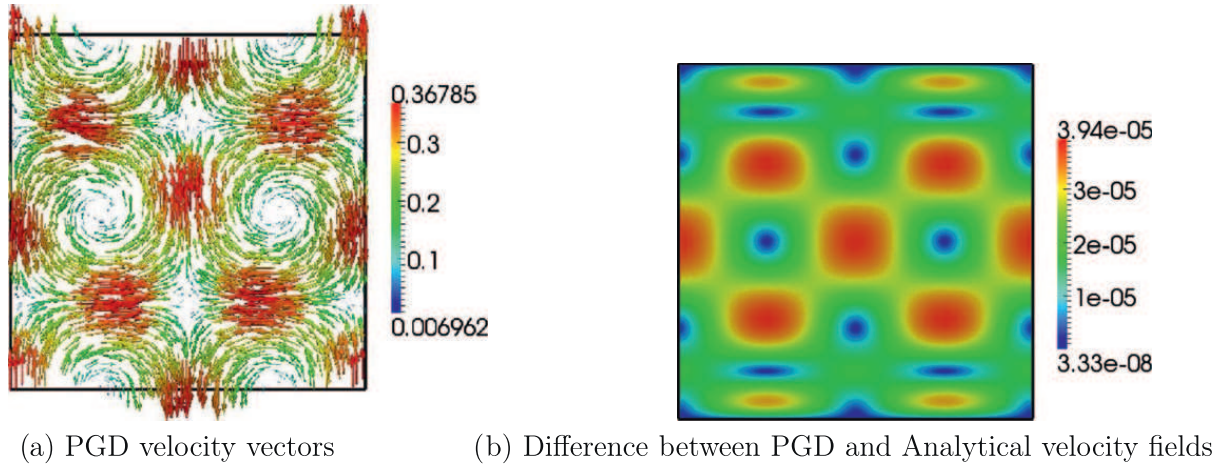 0.36785
0.3
0.2
0.1
0.006962
3.94e-05
3e-05
2e-05
1e-05
3.33e-08
(a) PGD velocity vectors
(b) Difference between PGD and Analytical velocity fields